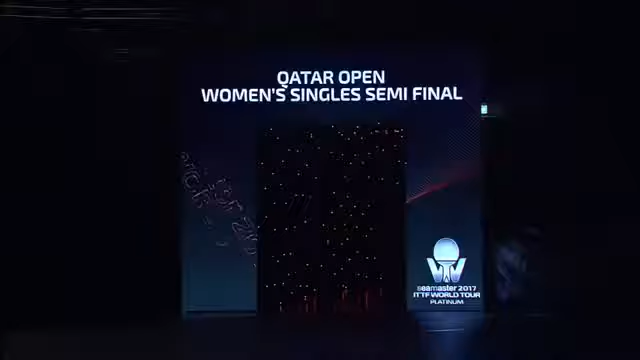 QATAR OPEN
WOMEN'S SINGLES SEMI FINAL
seamaster 2017
ITTF WORLD TOUR
PLATINUM